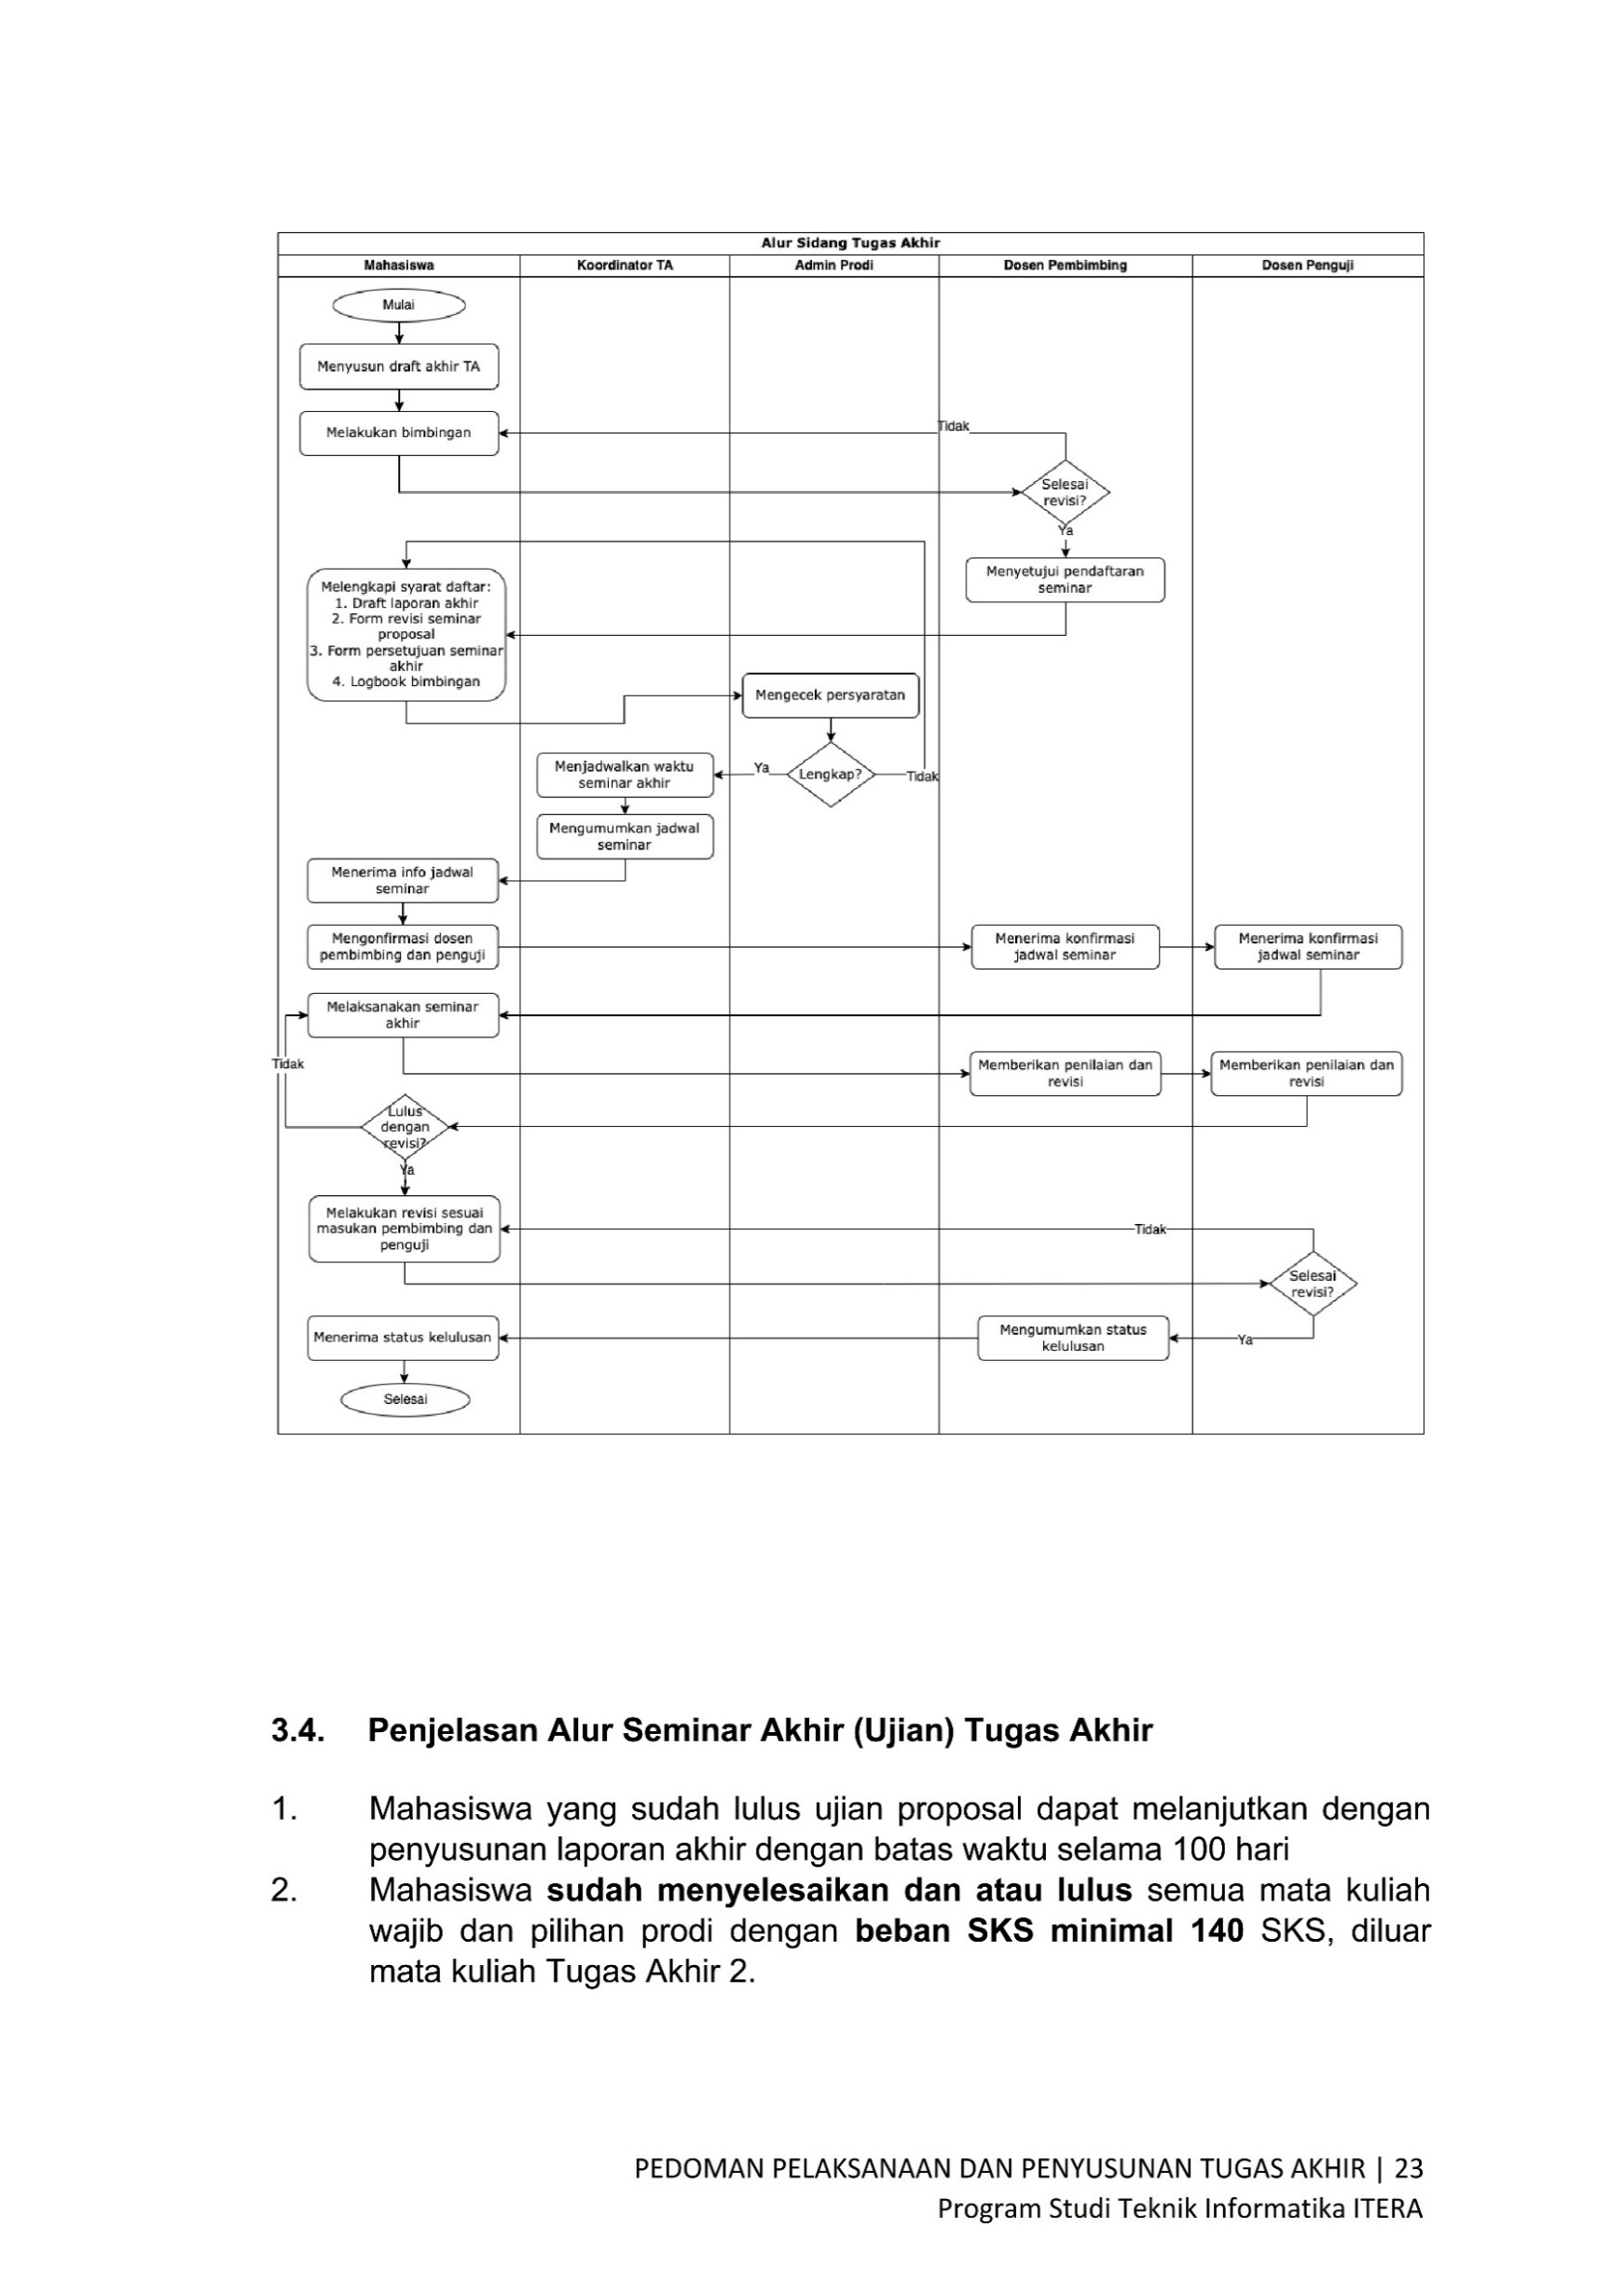 Alur Sidang Tugas Akhir
Mahasiswa
Koordinator TA
Admin Prodi
Dosen Pembimbing
Dosen Penguji
Mulai
Menyusun draft akhir TA
Melakukan bimbingan
Tidak
Selesai
revisi?
Ya
Menyetujui pendaftaran
seminar
Melengkapi syarat daftar:
1. Draft laporan akhir
2. Form revisi seminar
proposal
3. Form persetujuan seminar
akhir
4. Logbook bimbingan
Mengecek persyaratan
Lengkap?
Ya
Tidak
Menjadwalkan waktu
seminar akhir
Mengumumkan jadwal
seminar
Menerima info jadwal
seminar
Mengonfirmasi dosen
pembimbing dan penguji
Menerima konfirmasi
jadwal seminar
Menerima konfirmasi
jadwal seminar
Melaksanakan seminar
akhir
Tidak
Memberikan penilaian dan
revisi
Memberikan penilaian dan
revisi
Lulus
dengan
revisi?
Ya
Melakukan revisi sesuai
masukan pembimbing dan
penguji
Tidak
Selesai
revisi?
Ya
Mengumumkan status
kelulusan
Menerima status kelulusan
Selesai
3.4. Penjelasan Alur Seminar Akhir (Ujian) Tugas Akhir
1. Mahasiswa yang sudah lulus ujian proposal dapat melanjutkan dengan
penyusunan laporan akhir dengan batas waktu selama 100 hari
2. Mahasiswa sudah menyelesaikan dan atau lulus semua mata kuliah
wajib dan pilihan prodi dengan beban SKS minimal 140 SKS, diluar
mata kuliah Tugas Akhir 2.
PEDOMAN PELAKSANAAN DAN PENYUSUNAN TUGAS AKHIR | 23
Program Studi Teknik Informatika ITERA